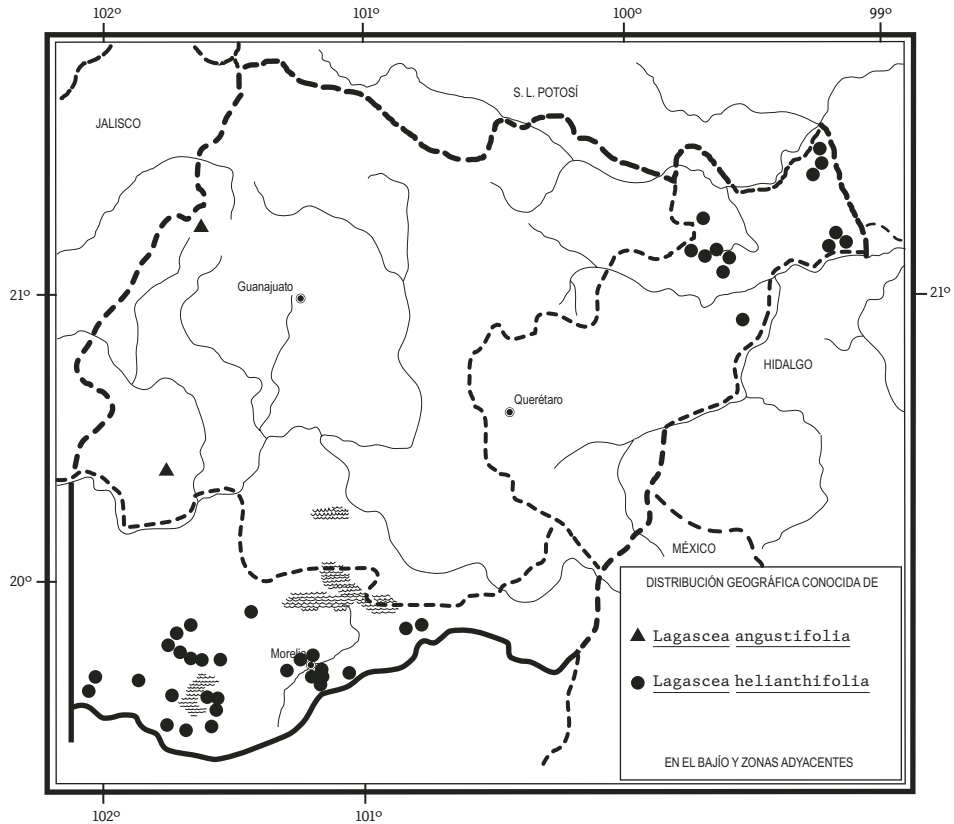 102º 101º 100º 99º
S. L. POTOSÍ
JALISCO
Guanajuato
21º 21º
HIDALGO
Querétaro
MÉXICO
20º
DISTRIBUCIÓN GEOGRÁFICA CONOCIDA DE
Lagascea angustifolia
Morelia
Lagascea helianthifolia
EN EL BAJÍO Y ZONAS ADYACENTES
102º 101º